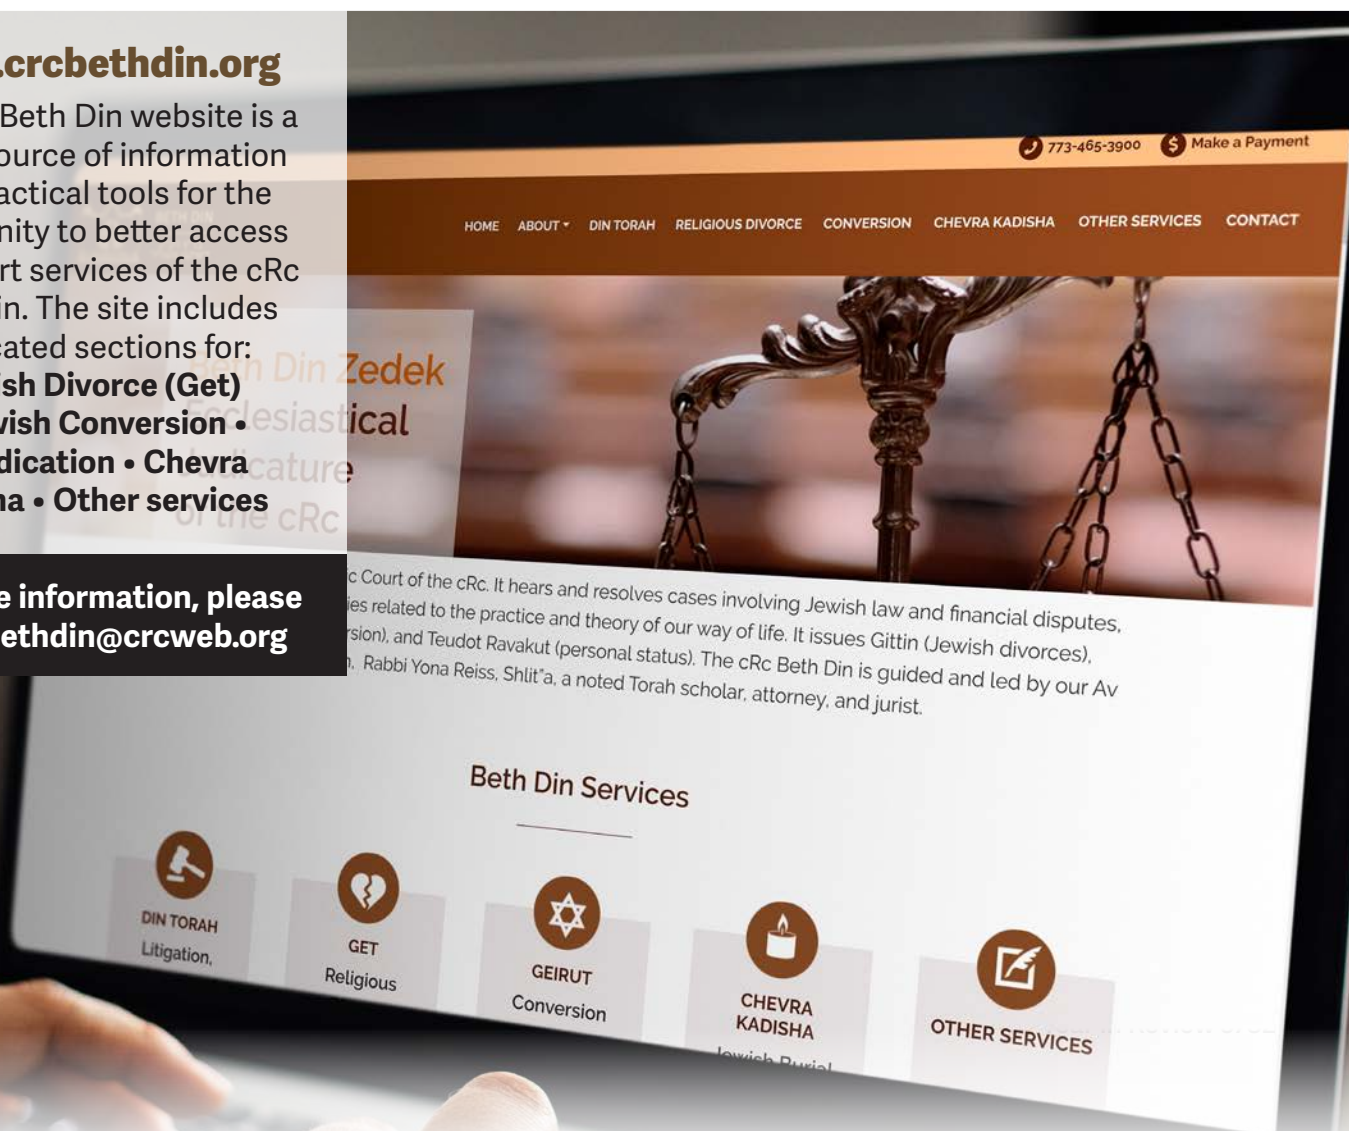 .crcbethdin.org
Beth Din website is a
ource of information
actical tools for the
nity to better access
rt services of the cRc
in. The site includes
cated sections for:
ish Divorce (Get)
wish Conversion •
dication • Chevra
na • Other services
e information, please
ethdin@crcweb.org
773-465-3900 Make a Payment
HOME ABOUT DIN TORAH RELIGIOUS DIVORCE CONVERSION CHEVRA KADISHA OTHER SERVICES CONTACT
Beth Din Zedek
Ecclesiastical
Judicature
of the cRc
c Court of the cRc. It hears and resolves cases involving Jewish law and financial disputes,
ies related to the practice and theory of our way of life. It issues Gittin (Jewish divorces),
rsion), and Teudot Ravakut (personal status). The cRc Beth Din is guided and led by our Av
n, Rabbi Yona Reiss, Shlit"a, a noted Torah scholar, attorney, and jurist.
Beth Din Services
DIN TORAH
Litigation,
GET
Religious
GEIRUT
Conversion
CHEVRA
KADISHA
Jewish Burial
OTHER SERVICES